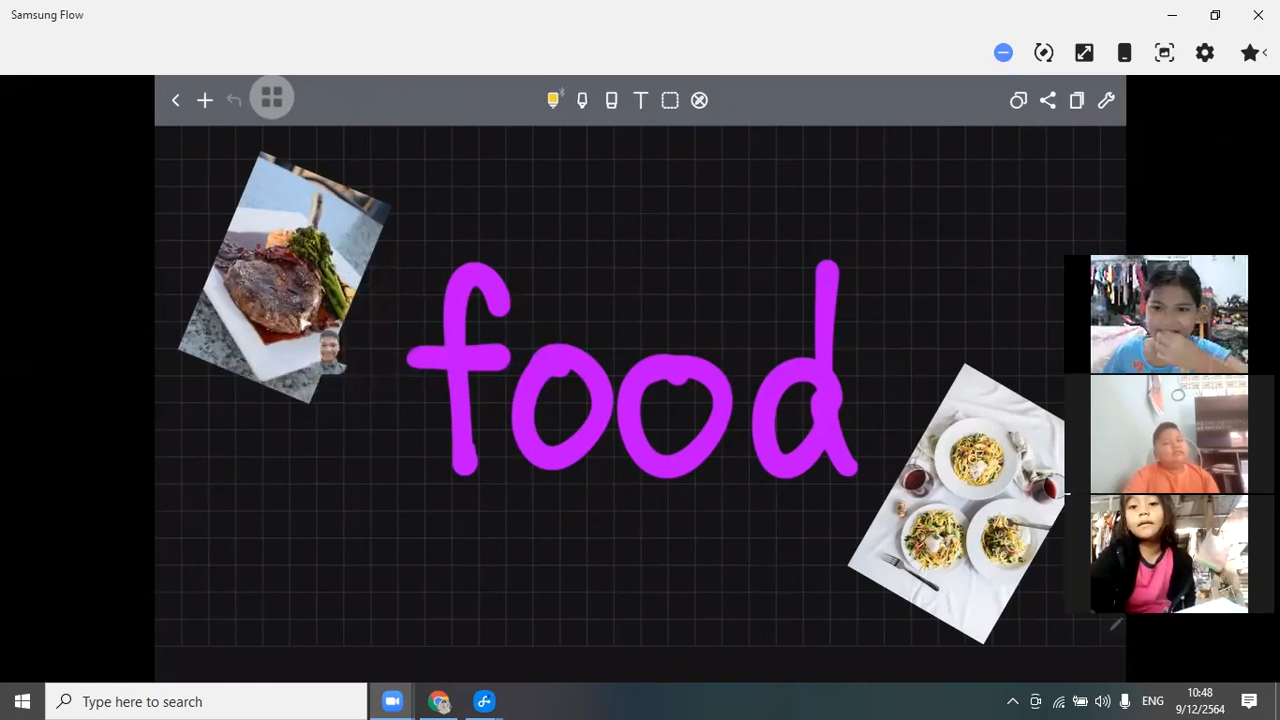 Samsung Flow
food
Type here to search
ENG
10:48
9/12/2564